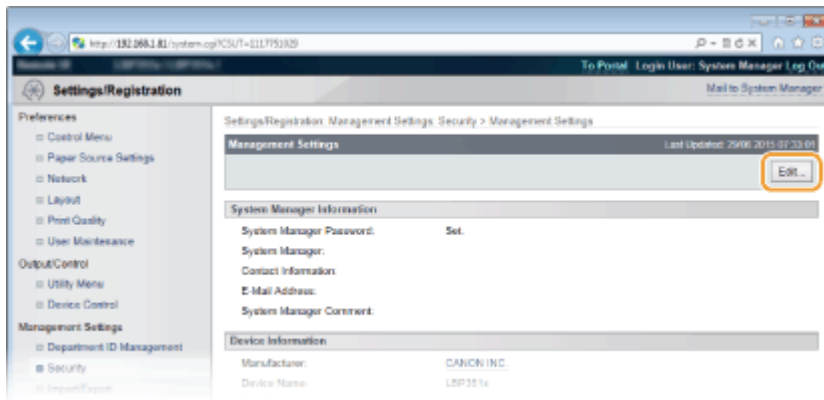 http://192.168.1.81/system.cgi?CSUT=1117751929
To Portal Login User: System Manager Log Ou
Settings/Registration
Mail to System Manager
Preferences
Control Menu
Paper Source Settings
Network
Layout
Print Quality
User Maintenance
Output/Control
Utility Menu
Device Control
Management Settings
Department ID Management
Security
Import/Export
Settings/Registration: Management Settings: Security > Management Settings
Management Settings
Last Updated: 29/06 2015 07:33:01
Edit...
System Manager Information
System Manager Password: Set.
System Manager:
Contact Information:
E-Mail Address:
System Manager Comment:
Device Information
Manufacturer: CANON INC.
Device Name: LBP351x